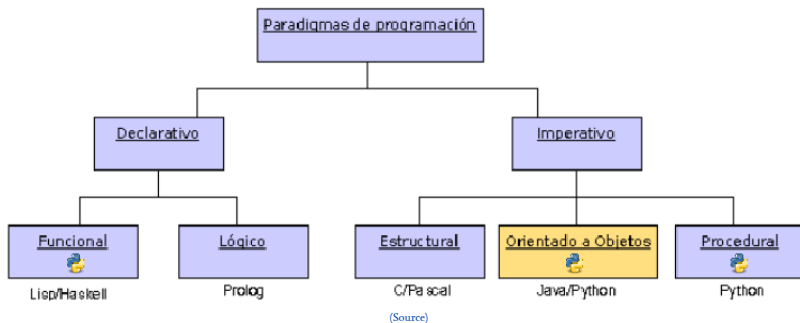 Paradigmas de programación
Declarativo
Imperativo
Funcional
Lógico
Estructural
Orientado a Objetos
Procedural
Lisp/Haskell
Prolog
C/Pascal
Java/Python
Python
(Source)